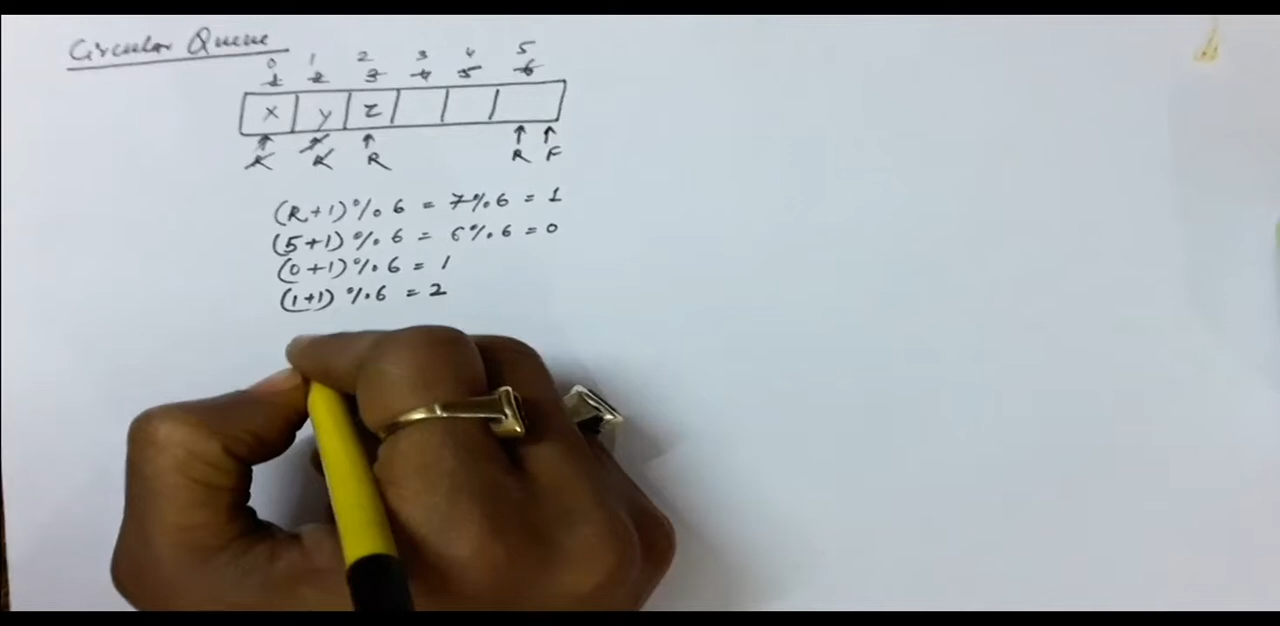 Circular Queue
0 1 2 3 4 5
1 2 3 4 5 6
X y z
R R R R F
(R+1)%6 = 7%6 = 1
(5+1)%6 = 6%6 = 0
(0+1)%6 = 1
(1+1)%6 = 2